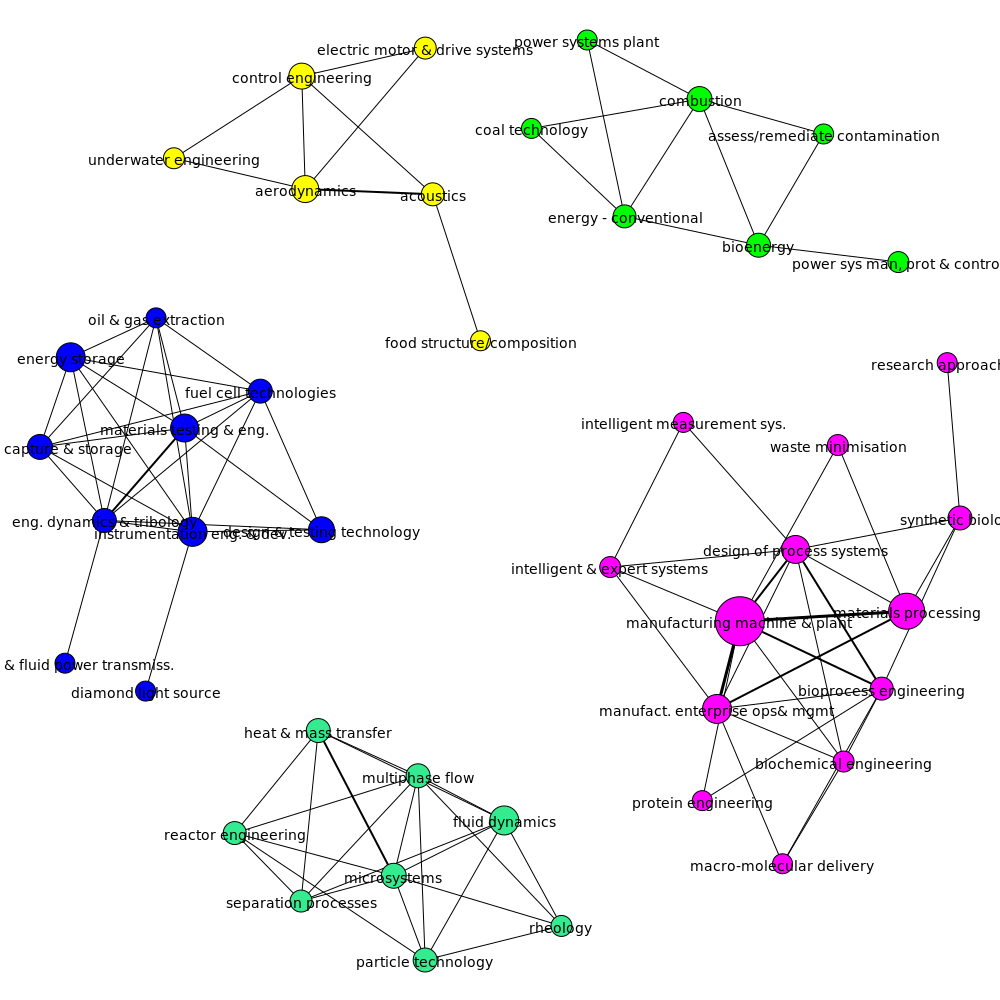 power systems plant
electric motor & drive systems
control engineering
combustion
coal technology
assess/remediate contamination
underwater engineering
aerodynamics
acoustics
energy - conventional
bioenergy
power sys man, prot & contro
oil & gas extraction
food structure/composition
energy storage
research approach
fuel cell technologies
intelligent measurement sys.
materials testing & eng.
waste minimisation
capture & storage
eng. dynamics & tribology
synthetic biolo
instrumentation eng. & dev.
design & testing technology
design of process systems
intelligent & expert systems
materials processing
manufacturing machine & plant
& fluid power transmiss.
diamond light source
bioprocess engineering
manufact. enterprise ops& mgmt
heat & mass transfer
biochemical engineering
multiphase flow
protein engineering
fluid dynamics
reactor engineering
macro-molecular delivery
microsystems
separation processes
rheology
particle technology